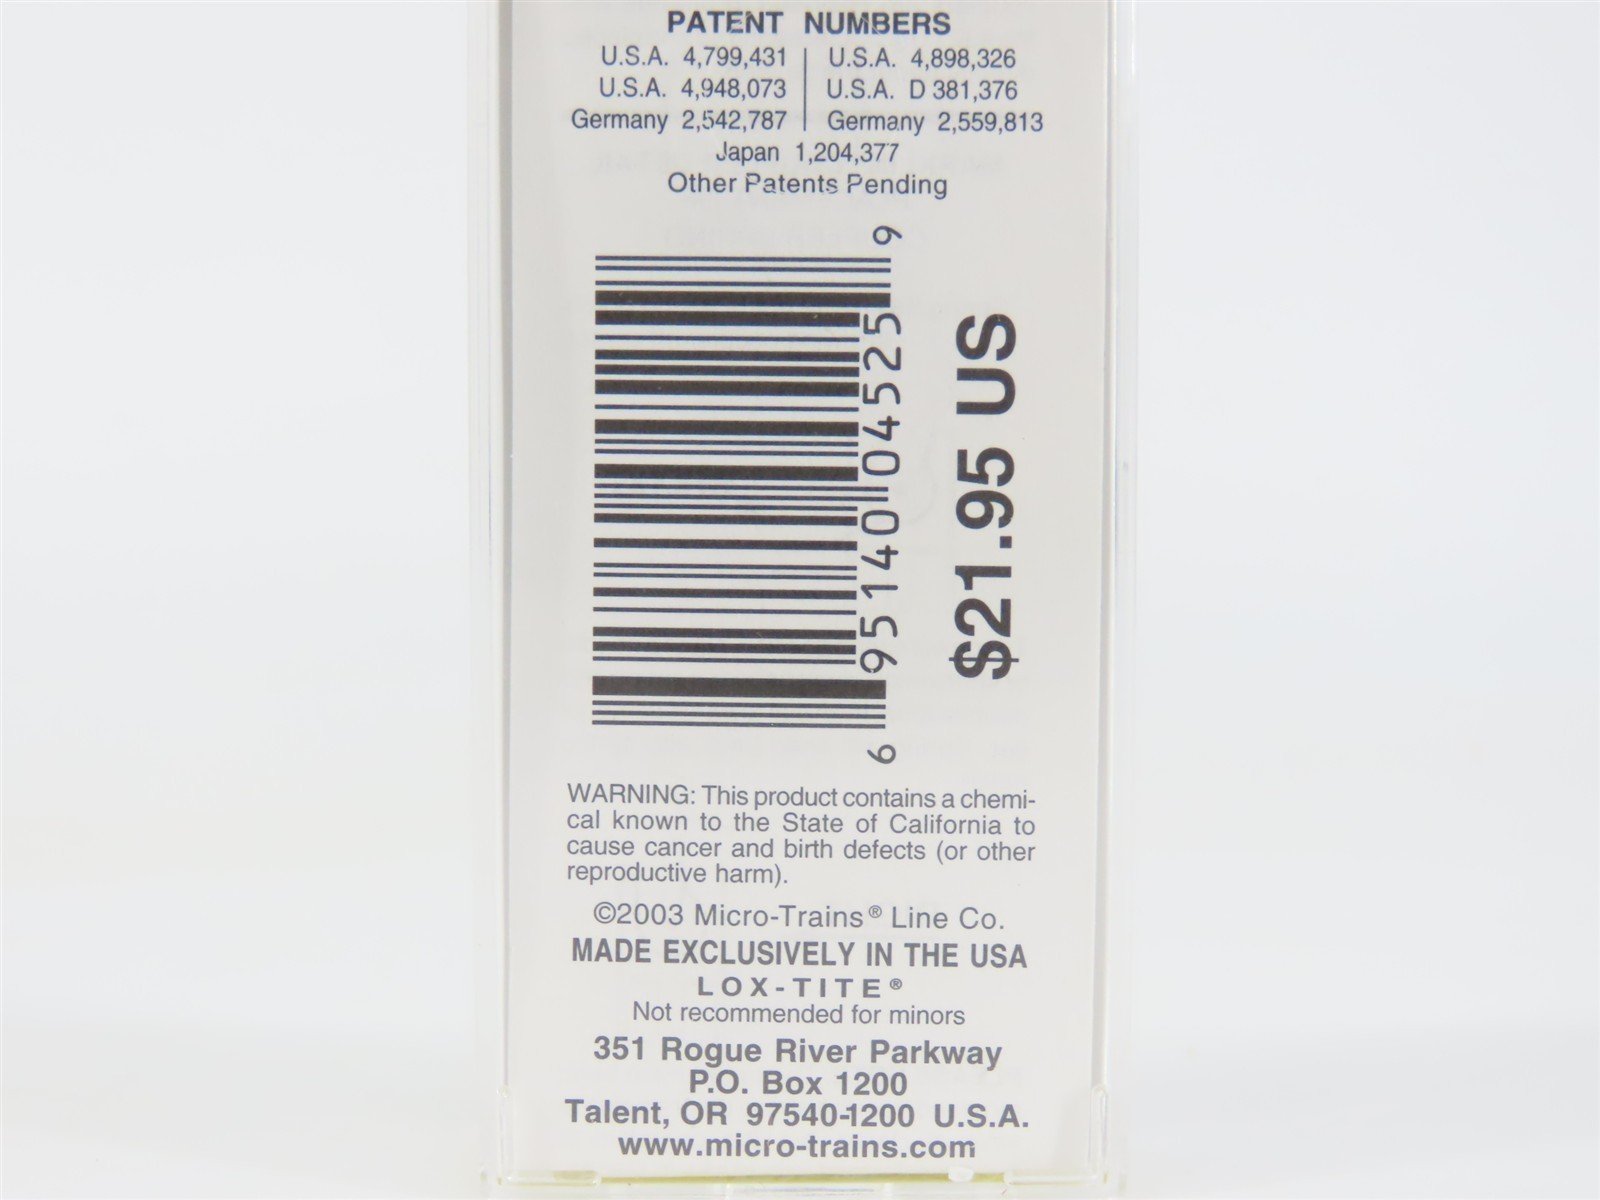 PATENT NUMBERS
U.S.A. 4,799,431 | U.S.A. 4,898,326
U.S.A. 4,948,073 | U.S.A. D 381,376
Germany 2,542,787 | Germany 2,559,813
Japan 1,204,377
Other Patents Pending
6 95140 04525 9
$21.95 US
WARNING: This product contains a chemi-
cal known to the State of California to
cause cancer and birth defects (or other
reproductive harm).
©2003 Micro-Trains® Line Co.
MADE EXCLUSIVELY IN THE USA
LOX-TITE®
Not recommended for minors
351 Rogue River Parkway
P.O. Box 1200
Talent, OR 97540-1200 U.S.A.
www.micro-trains.com